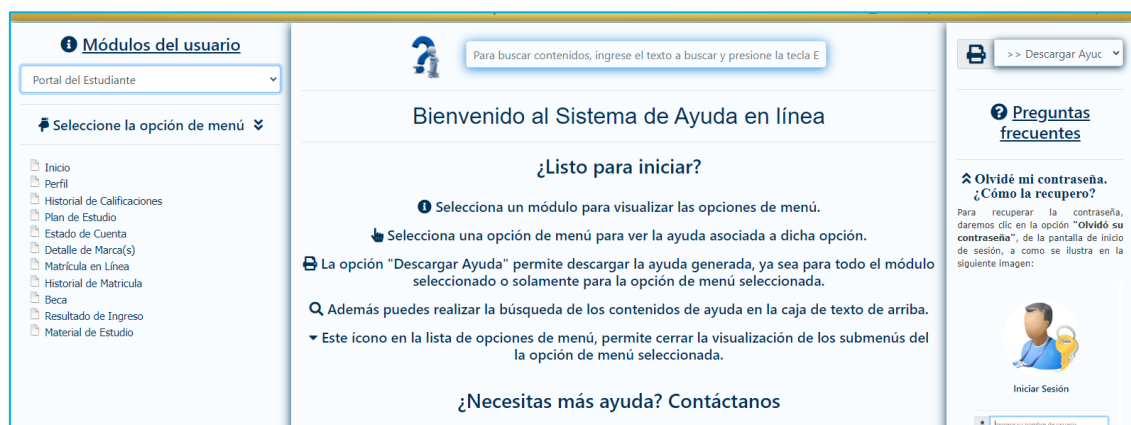 Módulos del usuario
Portal del Estudiante
Seleccione la opción de menú
Inicio
Perfil
Historial de Calificaciones
Plan de Estudio
Estado de Cuenta
Detalle de Marca(s)
Matrícula en Línea
Historial de Matricula
Beca
Resultado de Ingreso
Material de Estudio
Para buscar contenidos, ingrese el texto a buscar y presione la tecla E
Bienvenido al Sistema de Ayuda en línea
¿Listo para iniciar?
Selecciona un módulo para visualizar las opciones de menú.
Selecciona una opción de menú para ver la ayuda asociada a dicha opción.
La opción "Descargar Ayuda" permite descargar la ayuda generada, ya sea para todo el módulo
seleccionado o solamente para la opción de menú seleccionada.
Además puedes realizar la búsqueda de los contenidos de ayuda en la caja de texto de arriba.
Este ícono en la lista de opciones de menú, permite cerrar la visualización de los submenús del
la opción de menú seleccionada.
¿Necesitas más ayuda? Contáctanos
>> Descargar Ayuc
Preguntas
frecuentes
Olvidé mi contraseña.
¿Cómo la recupero?
Para recuperar la contraseña,
daremos clic en la opción "Olvidó su
contraseña", de la pantalla de inicio
de sesión, a como se ilustra en la
siguiente imagen:
Iniciar Sesión